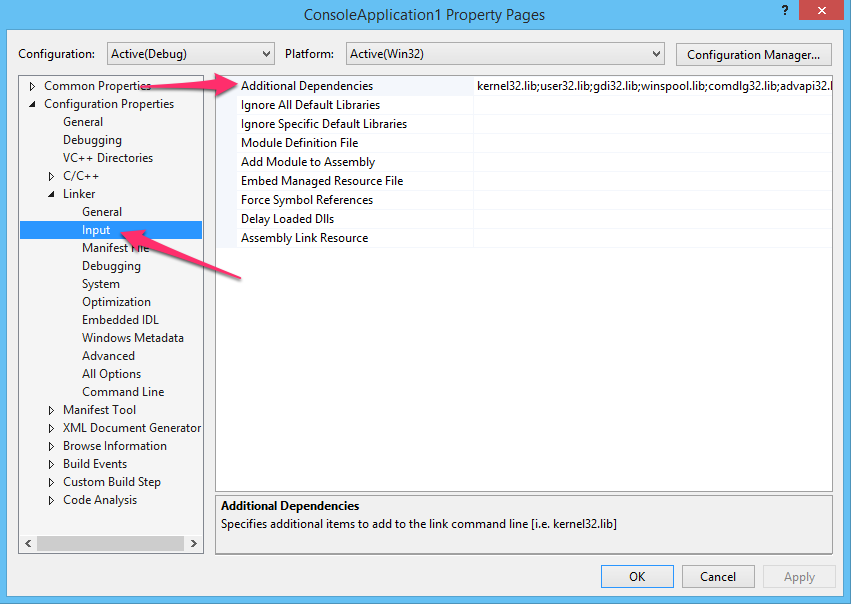 ConsoleApplication1 Property Pages
?
Configuration: Active(Debug) Platform: Active(Win32) Configuration Manager...
Common Properties
Configuration Properties
General
Debugging
VC++ Directories
C/C++
Linker
General
Input
Manifest File
Debugging
System
Optimization
Embedded IDL
Windows Metadata
Advanced
All Options
Command Line
Manifest Tool
XML Document Generator
Browse Information
Build Events
Custom Build Step
Code Analysis
Additional Dependencies kernel32.lib;user32.lib;gdi32.lib;winspool.lib;comdlg32.lib;advapi32.l
Ignore All Default Libraries
Ignore Specific Default Libraries
Module Definition File
Add Module to Assembly
Embed Managed Resource File
Force Symbol References
Delay Loaded Dlls
Assembly Link Resource
Additional Dependencies
Specifies additional items to add to the link command line [i.e. kernel32.lib]
OK Cancel Apply